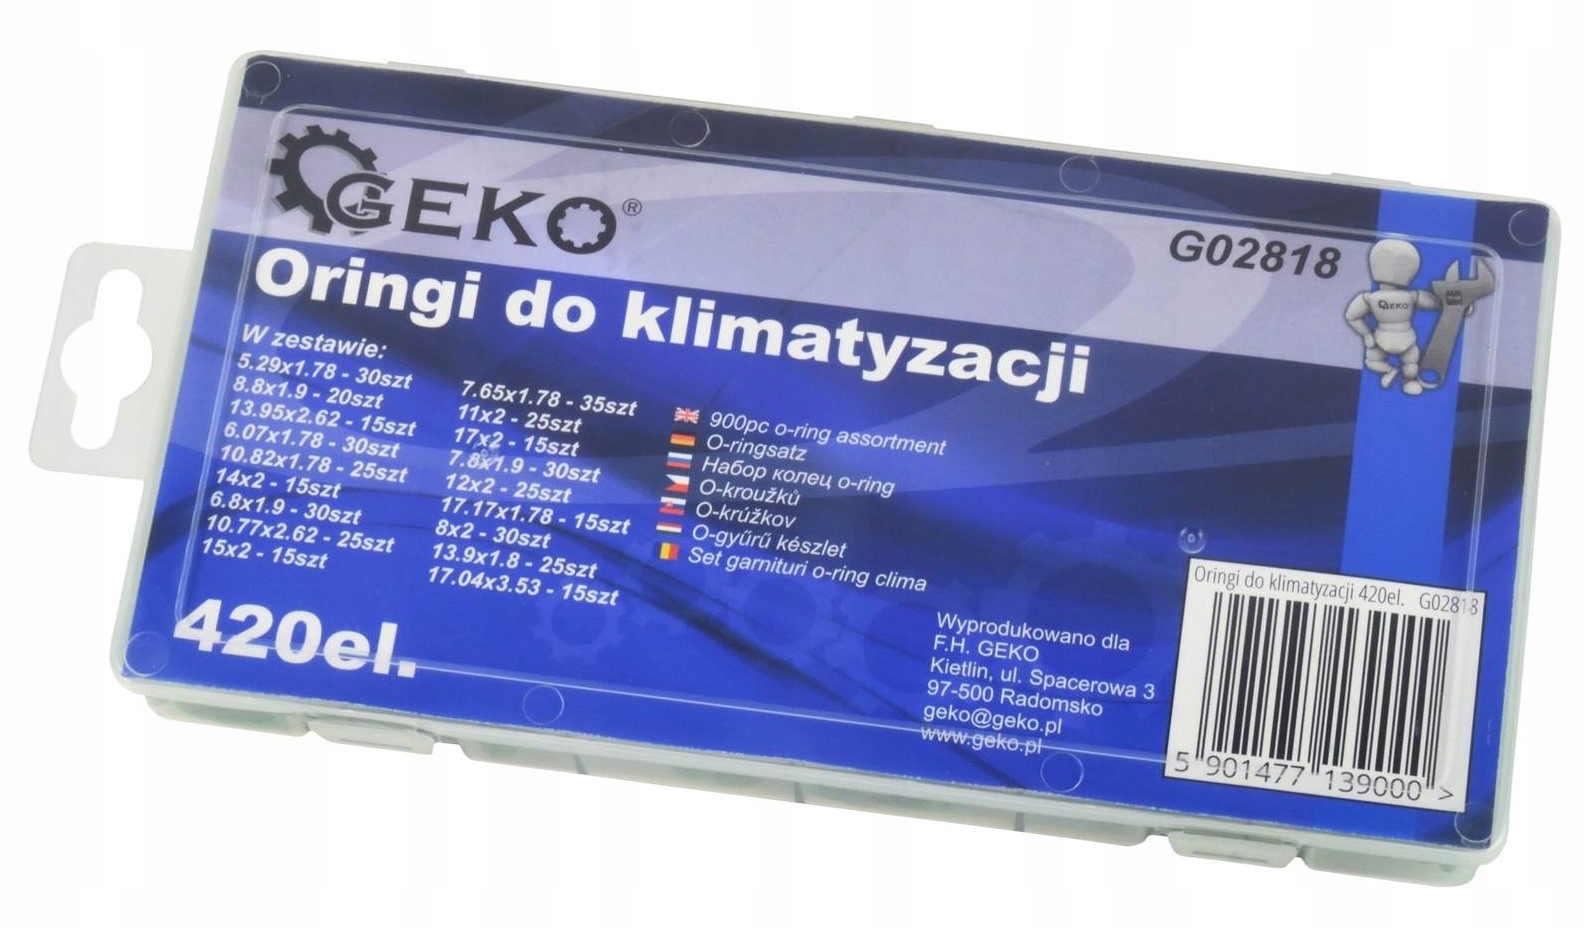 GEKO®
G02818
GEKO
Oringi do klimatyzacji
W zestawie:
5.29x1.78 - 30szt
8.8x1.9 - 20szt
13.95x2.62 - 15szt
6.07x1.78 - 30szt
10.82x1.78 - 25szt
14x2 - 15szt
6.8x1.9 - 30szt
10.77x2.62 - 25szt
15x2 - 15szt
7.65x1.78 - 35szt
11x2 - 25szt
17x2 - 15szt
7.8x1.9 - 30szt
12x2 - 25szt
17.17x1.78 - 15szt
8x2 - 30szt
13.9x1.8 - 25szt
17.04x3.53 - 15szt
900pc o-ring assortment
O-ringsatz
Набор колец o-ring
O-kroužků
O-krúžkov
O-gyűrű készlet
Set garnituri o-ring clima
420el.
Wyprodukowano dla
F.H. GEKO
Kietlin, ul. Spacerowa 3
97-500 Radomsko
geko@geko.pl
www.geko.pl
Oringi do klimatyzacji 420el. G02818
5 901477 139000 >